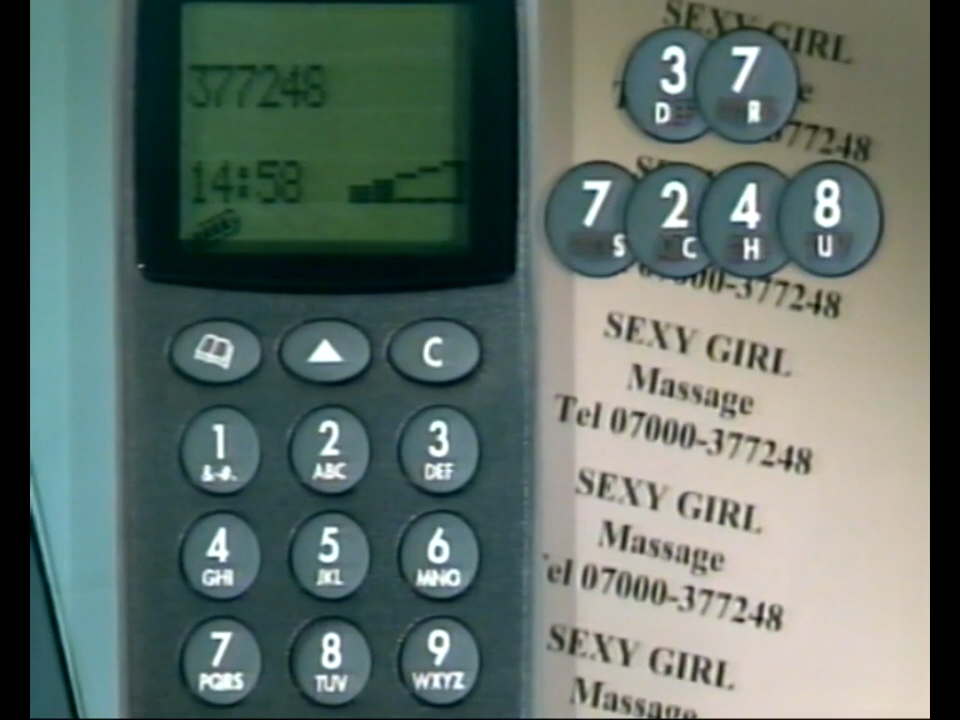 377248
14:58
C
1
&-#.
2
ABC
3
DEF
4
GHI
5
JKL
6
MNO
7
PQRS
8
TUV
9
WXYZ
SEXY GIRL
3 7
D R
377248
7 2 4 8
S C H U
07000-377248
SEXY GIRL
Massage
Tel 07000-377248
SEXY GIRL
Massage
el 07000-377248
SEXY GIRL
Massage